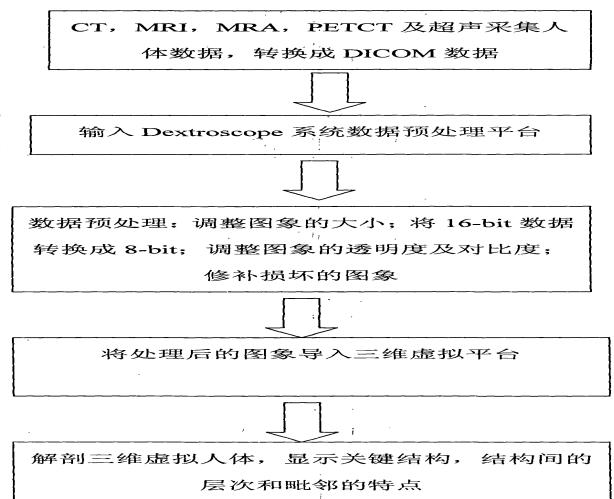 CT，MRI，MRA，PETCT 及超声采集人
体数据，转换成 DICOM 数据
输入 Dextroscope 系统数据预处理平台
数据预处理：调整图象的大小；将 16-bit 数据
转换成 8-bit；调整图象的透明度及对比度；
修补损坏的图象
将处理后的图象导入三维虚拟平台
解剖三维虚拟人体，显示关键结构，结构间的
层次和毗邻的特点